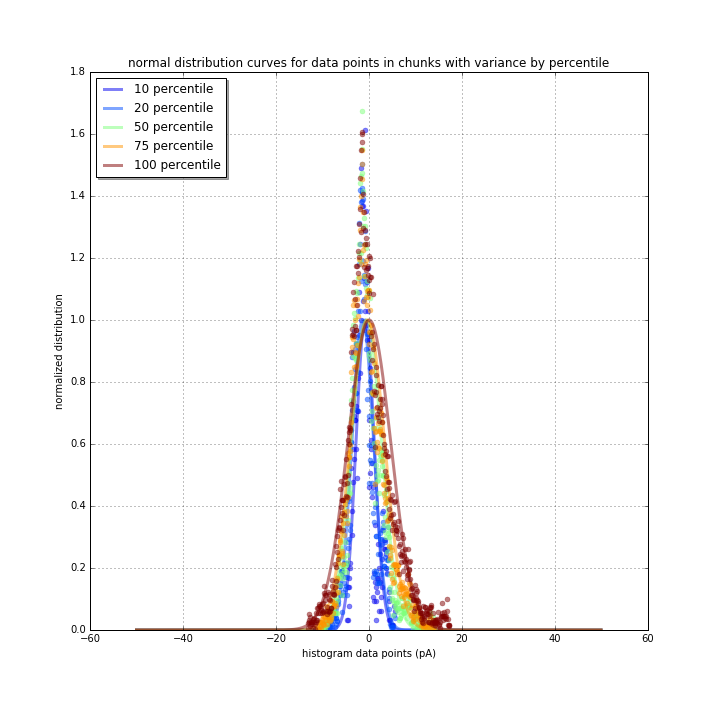 normal distribution curves for data points in chunks with variance by percentile
1.8
1.6
1.4
1.2
1.0
0.8
0.6
0.4
0.2
0.0
normalized distribution
10 percentile
20 percentile
50 percentile
75 percentile
100 percentile
−60 −40 −20 0 20 40 60
histogram data points (pA)